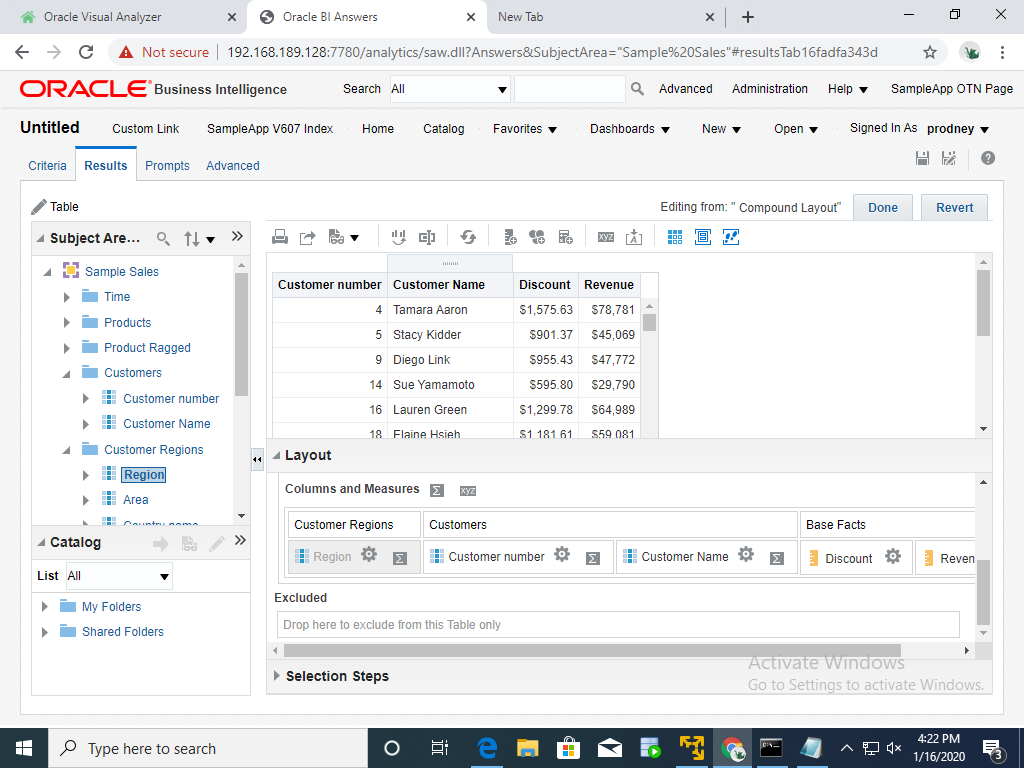 Oracle Visual Analyzer
Oracle BI Answers
New Tab
Not secure
192.168.189.128:7780/analytics/saw.dll?Answers&SubjectArea="Sample%20Sales"#resultsTab16fadfa343d
ORACLE Business Intelligence
Search
All
Advanced
Administration
Help
SampleApp OTN Page
Untitled
Custom Link
SampleApp V607 Index
Home
Catalog
Favorites
Dashboards
New
Open
Signed In As prodney
Criteria
Results
Prompts
Advanced
Table
Editing from: " Compound Layout"
Done
Revert
Subject Are...
Sample Sales
Time
Products
Product Ragged
Customers
Customer number
Customer Name
Customer Regions
Region
Area
Country name
Catalog
List
All
My Folders
Shared Folders
Customer number Customer Name Discount Revenue
4 Tamara Aaron $1,575.63 $78,781
5 Stacy Kidder $901.37 $45,069
9 Diego Link $955.43 $47,772
14 Sue Yamamoto $595.80 $29,790
16 Lauren Green $1,299.78 $64,989
18 Elaine Hsieh $1,181.61 $59,081
Layout
Columns and Measures
xyz
Customer Regions
Customers
Base Facts
Region
Customer number
Customer Name
Discount
Reven
Excluded
Drop here to exclude from this Table only
Selection Steps
Activate Windows
Go to Settings to activate Windows.
Type here to search
4:22 PM
1/16/2020
3